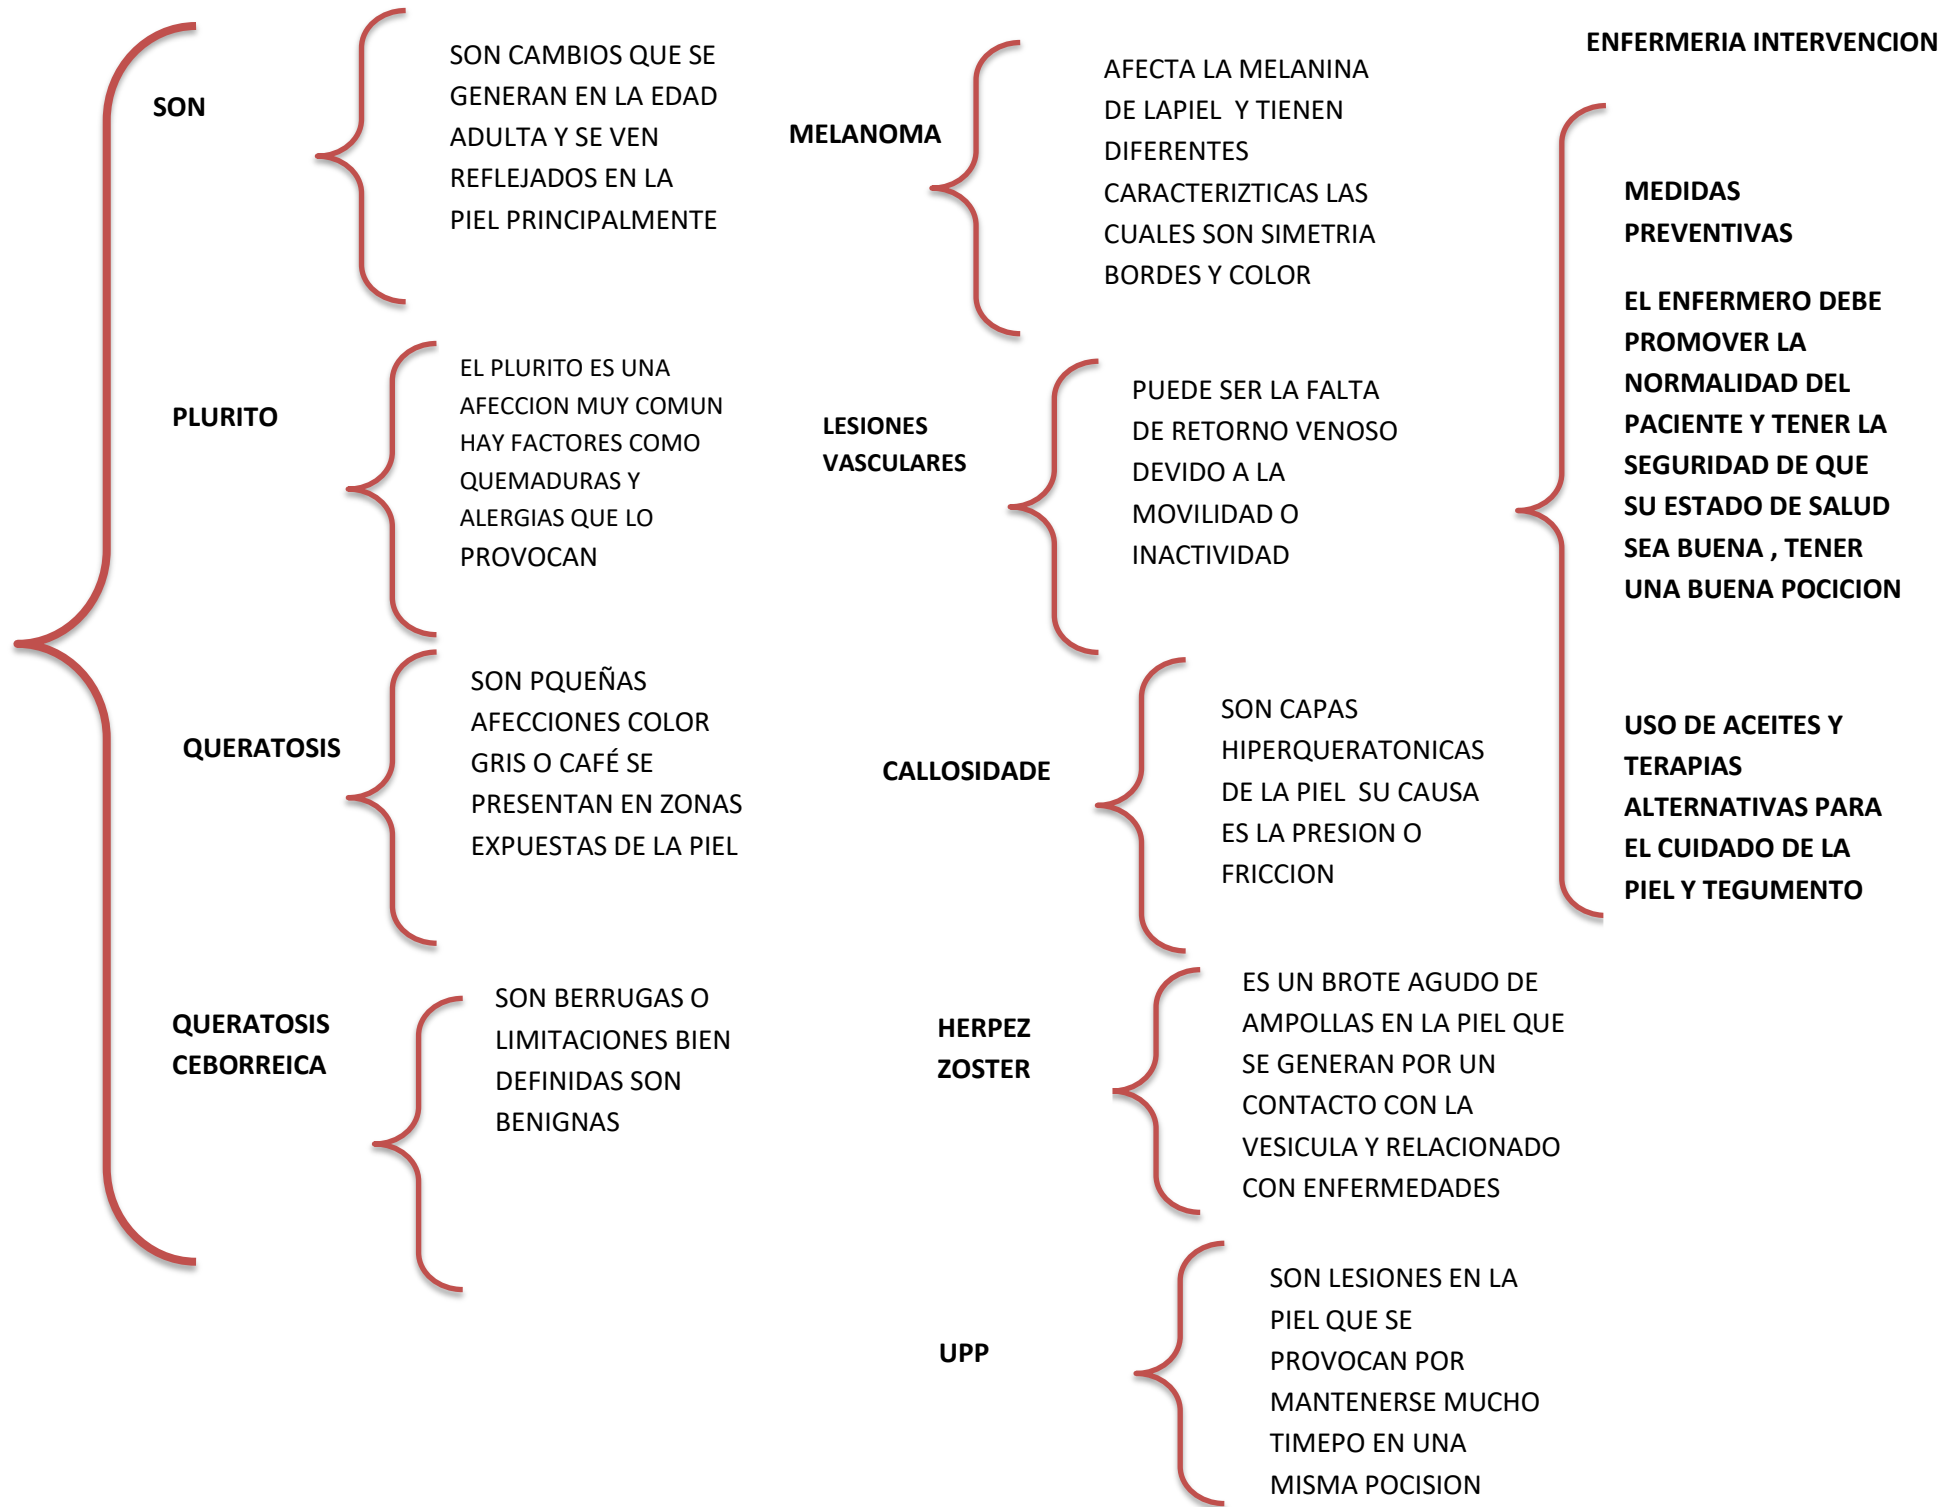 SON
SON CAMBIOS QUE SE
GENERAN EN LA EDAD
ADULTA Y SE VEN
REFLEJADOS EN LA
PIEL PRINCIPALMENTE
PLURITO
EL PLURITO ES UNA
AFECCION MUY COMUN
HAY FACTORES COMO
QUEMADURAS Y
ALERGIAS QUE LO
PROVOCAN
QUERATOSIS
SON PQUEÑAS
AFECCIONES COLOR
GRIS O CAFÉ SE
PRESENTAN EN ZONAS
EXPUESTAS DE LA PIEL
QUERATOSIS
CEBORREICA
SON BERRUGAS O
LIMITACIONES BIEN
DEFINIDAS SON
BENIGNAS
MELANOMA
AFECTA LA MELANINA
DE LAPIEL Y TIENEN
DIFERENTES
CARACTERIZTICAS LAS
CUALES SON SIMETRIA
BORDES Y COLOR
LESIONES
VASCULARES
PUEDE SER LA FALTA
DE RETORNO VENOSO
DEVIDO A LA
MOVILIDAD O
INACTIVIDAD
CALLOSIDADE
SON CAPAS
HIPERQUERATONICAS
DE LA PIEL SU CAUSA
ES LA PRESION O
FRICCION
HERPEZ
ZOSTER
ES UN BROTE AGUDO DE
AMPOLLAS EN LA PIEL QUE
SE GENERAN POR UN
CONTACTO CON LA
VESICULA Y RELACIONADO
CON ENFERMEDADES
UPP
SON LESIONES EN LA
PIEL QUE SE
PROVOCAN POR
MANTENERSE MUCHO
TIMEPO EN UNA
MISMA POCISION
ENFERMERIA INTERVENCION
MEDIDAS
PREVENTIVAS
EL ENFERMERO DEBE
PROMOVER LA
NORMALIDAD DEL
PACIENTE Y TENER LA
SEGURIDAD DE QUE
SU ESTADO DE SALUD
SEA BUENA , TENER
UNA BUENA POCICION
USO DE ACEITES Y
TERAPIAS
ALTERNATIVAS PARA
EL CUIDADO DE LA
PIEL Y TEGUMENTO